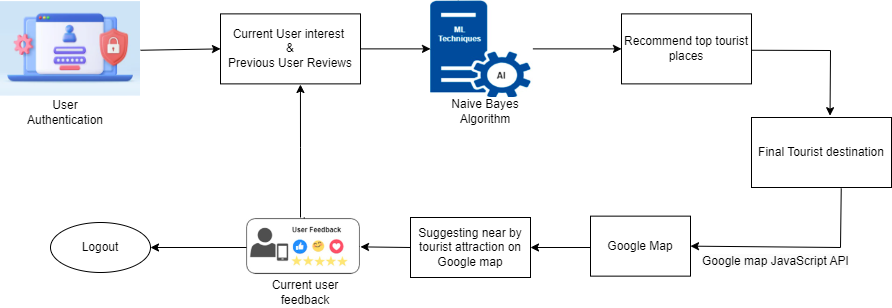 User
Authentication
Current User interest
&
Previous User Reviews
ML
Techniques
AI
Naive Bayes
Algorithm
Recommend top tourist
places
Final Tourist destination
Google map JavaScript API
Google Map
Suggesting near by
tourist attraction on
Google map
User Feedback
Current user
feedback
Logout